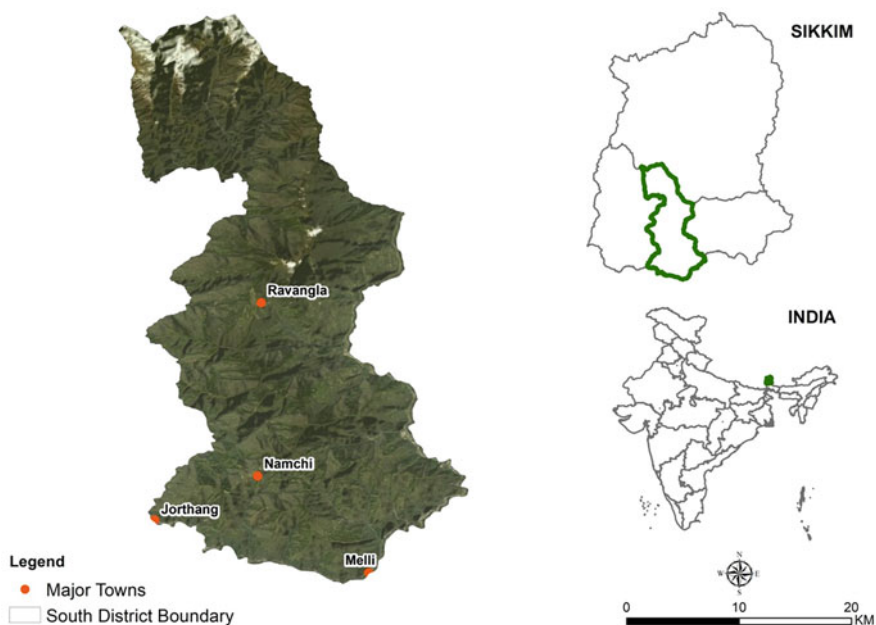 SIKKIM
Ravangla
INDIA
Namchi
Jorthang
Melli
Legend
Major Towns
South District Boundary
N
W E
S
0 10 20
KM